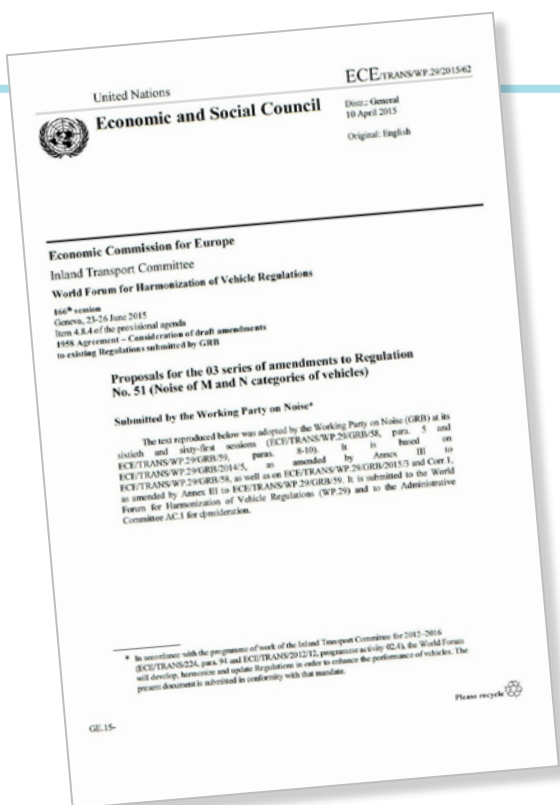 United Nations
ECE/TRANS/WP.29/2015/62
Economic and Social Council
Distr.: General
10 April 2015
Original: English
Economic Commission for Europe
Inland Transport Committee
World Forum for Harmonization of Vehicle Regulations
166th session
Geneva, 23-26 June 2015
Item 4.8.4 of the provisional agenda
1958 Agreement – Consideration of draft amendments
to existing Regulations submitted by GRB
Proposals for the 03 series of amendments to Regulation
No. 51 (Noise of M and N categories of vehicles)
Submitted by the Working Party on Noise*
The text reproduced below was adopted by the Working Party on Noise (GRB) at its
sixtieth and sixty-first sessions (ECE/TRANS/WP.29/GRB/58, para. 5 and
ECE/TRANS/WP.29/GRB/59, paras. 8-10). It is based on
ECE/TRANS/WP.29/GRB/2014/5, as amended by Annex III to
ECE/TRANS/WP.29/GRB/58, as well as on ECE/TRANS/WP.29/GRB/2015/3 and Corr.1,
as amended by Annex III to ECE/TRANS/WP.29/GRB/59. It is submitted to the World
Forum for Harmonization of Vehicle Regulations (WP.29) and to the Administrative
Committee AC.1 for consideration.
* In accordance with the programme of work of the Inland Transport Committee for 2012–2016
(ECE/TRANS/224, para. 94 and ECE/TRANS/2012/12, programme activity 02.4), the World Forum
will develop, harmonize and update Regulations in order to enhance the performance of vehicles. The
present document is submitted in conformity with that mandate.
Please recycle
GE.15-